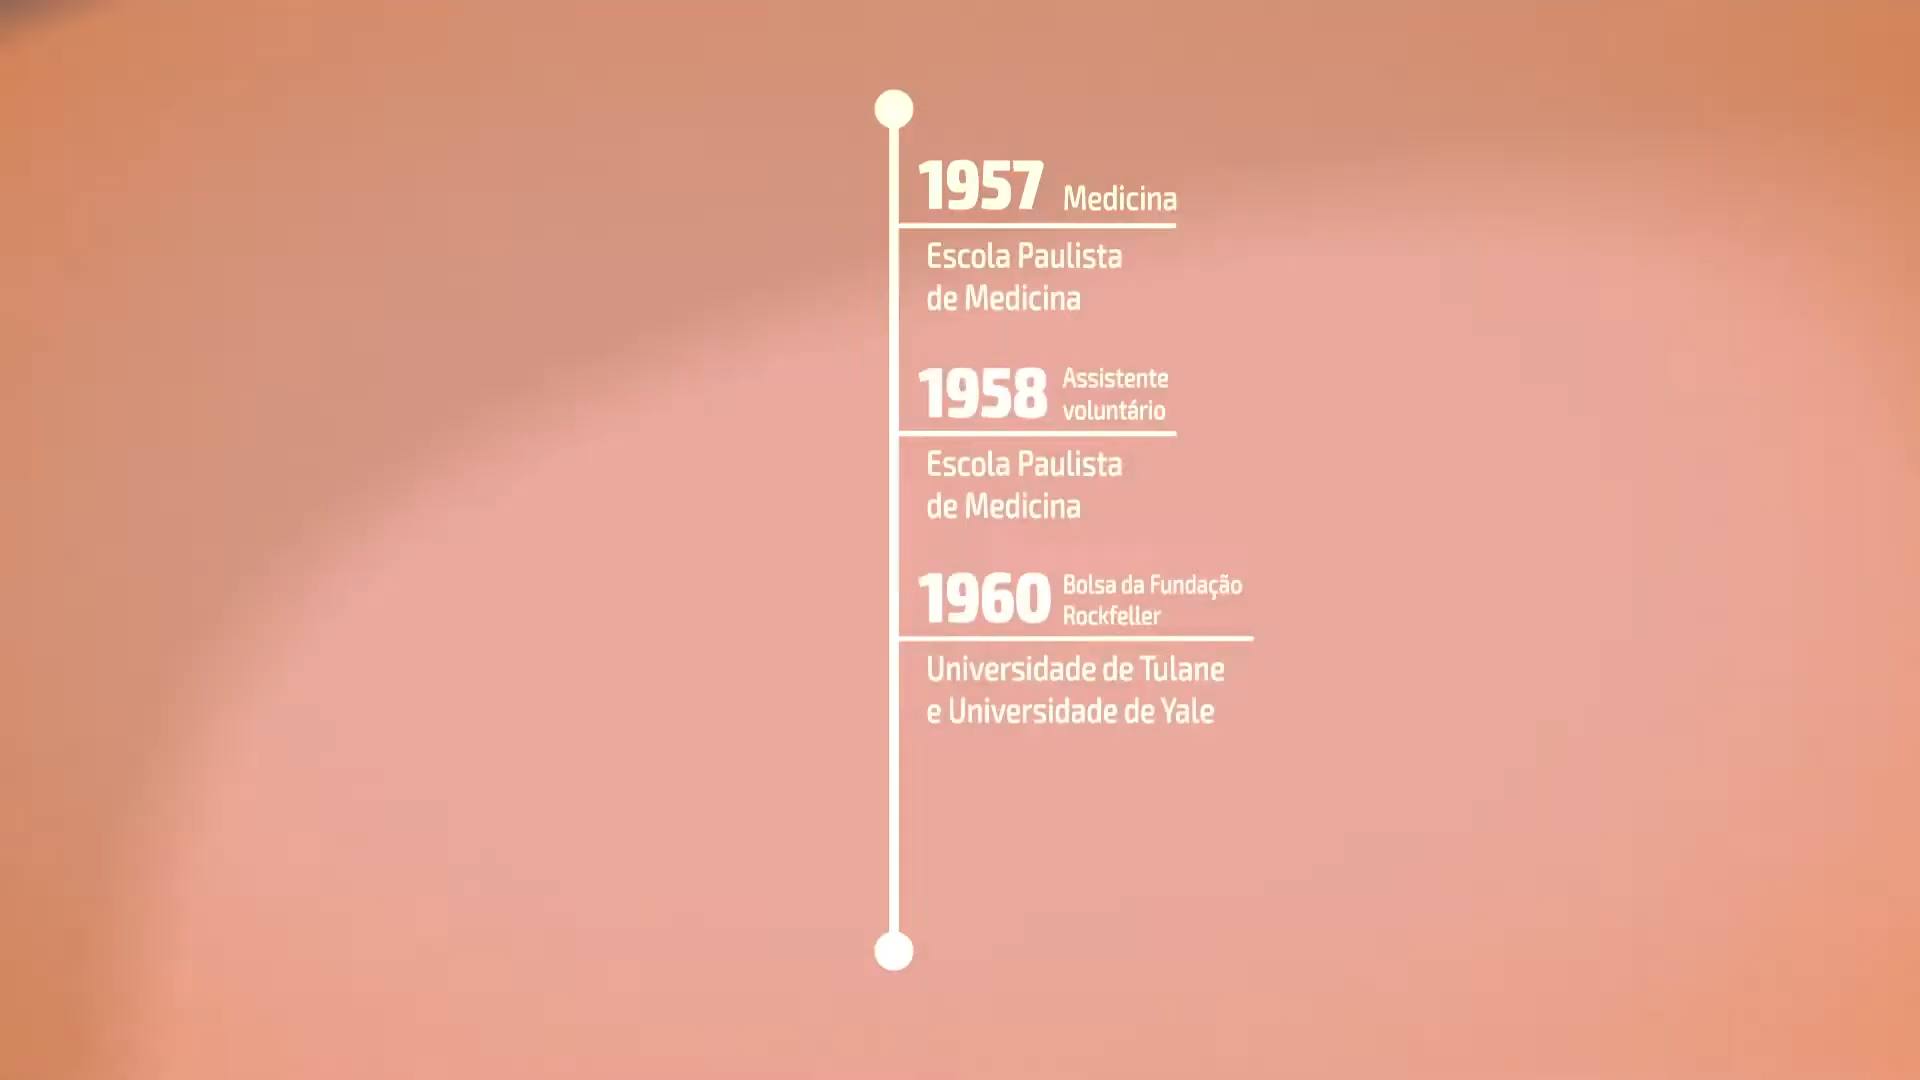 1957 Medicina
Escola Paulista
de Medicina
1958 Assistente
voluntário
Escola Paulista
de Medicina
1960 Bolsa da Fundação
Rockfeller
Universidade de Tulane
e Universidade de Yale